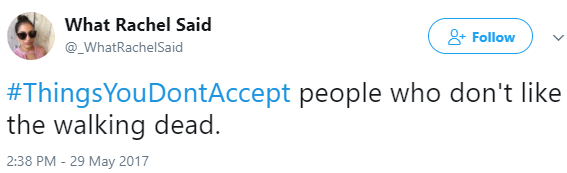 What Rachel Said
@_WhatRachelSaid
Follow
#ThingsYouDontAccept people who don't like
the walking dead.
2:38 PM - 29 May 2017